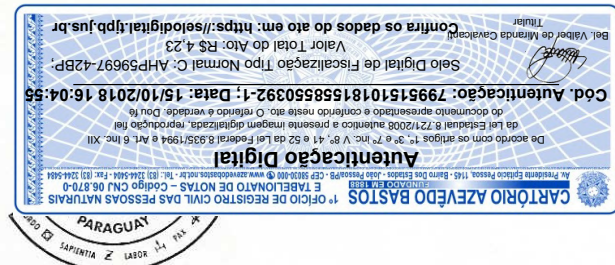 CARTÓRIO AZEVÊDO BASTOS
FUNDADO EM 1888
1º OFÍCIO DE REGISTRO CIVIL DAS PESSOAS NATURAIS
E TABELIONATO DE NOTAS – Código CNJ 06.870-0
Av. Presidente Epitácio Pessoa, 1145 - Bairro Dos Estados - João Pessoa/PB - CEP 58030-000 www.azevedobastos.not.br - Tel.: (83) 3244-5404 - Fax: (83) 3244-5484
Autenticação Digital
De acordo com os artigos 1º, 3º e 7º inc. V 8º, 41 e 52 da Lei Federal 8.935/1994 e Art. 6 Inc. XII
da Lei Estadual 8.721/2008 autentico a presente imagem digitalizada, reprodução fiel
do documento apresentado e conferido neste ato. O referido é verdade. Dou fé
Cód. Autenticação: 79951510181585550392-1; Data: 15/10/2018 16:04:55
Selo Digital de Fiscalização Tipo Normal C: AHP59697-42BP;
Valor Total do Ato: R$ 4,23
Confira os dados do ato em: https://selodigital.tjpb.jus.br
Bel. Válber de Miranda Cavalcanti
Titular
PARAGUAY
SAPIENTIA Z LABOR